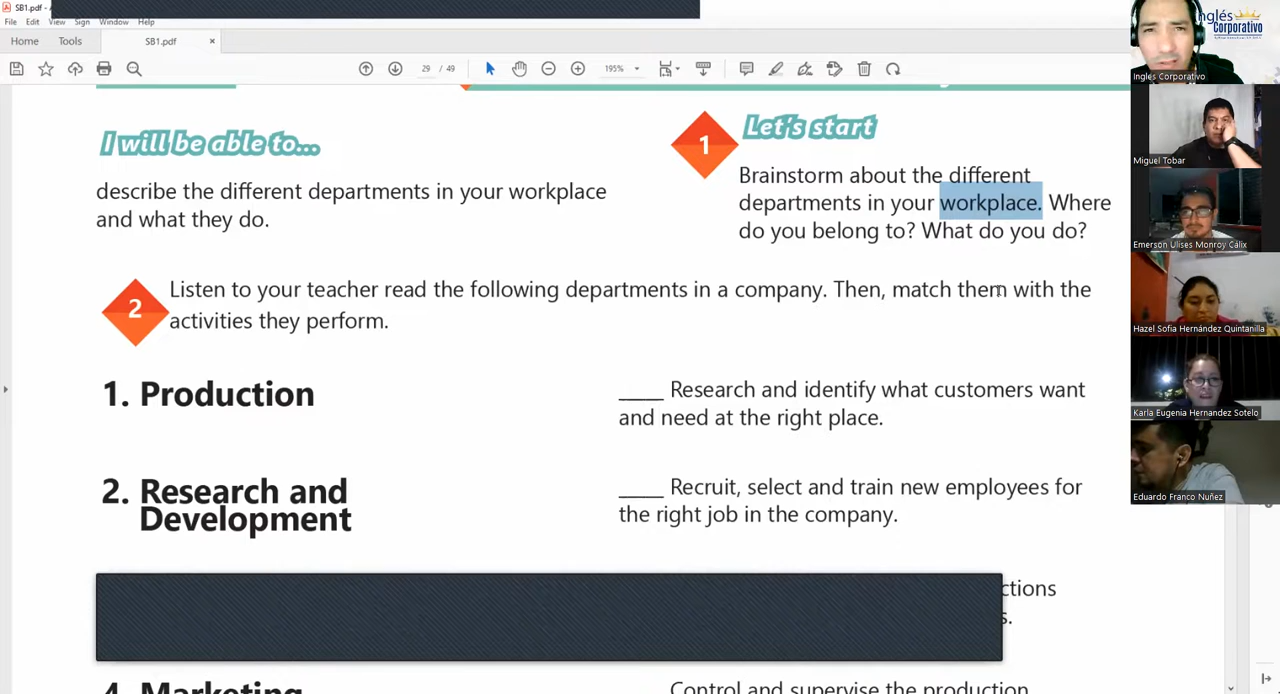 SB1.pdf - A
File Edit View Sign Window Help
Home Tools SB1.pdf ×
29 / 49 195%
I will be able to...
describe the different departments in your workplace
and what they do.
1 Let's start
Brainstorm about the different
departments in your workplace. Where
do you belong to? What do you do?
2 Listen to your teacher read the following departments in a company. Then, match them with the
activities they perform.
1. Production
____ Research and identify what customers want
and need at the right place.
2. Research and
Development
____ Recruit, select and train new employees for
the right job in the company.
ctions
s.
4. Marketing
Control and supervise the production
Inglés
Corporativo
Ingles Corporativo
Miguel Tobar
Emerson Ulises Monroy Cálix
Hazel Sofia Hernández Quintanilla
Karla Eugenia Hernandez Sotelo
Eduardo Franco Nuñez